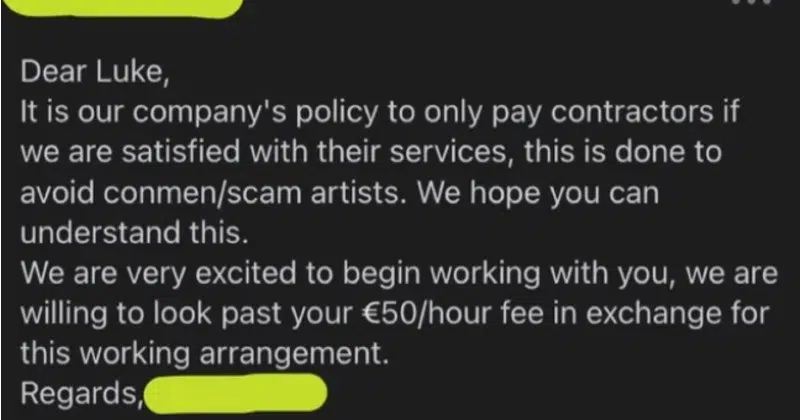 Dear Luke,
It is our company's policy to only pay contractors if
we are satisfied with their services, this is done to
avoid conmen/scam artists. We hope you can
understand this.
We are very excited to begin working with you, we are
willing to look past your €50/hour fee in exchange for
this working arrangement.
Regards,